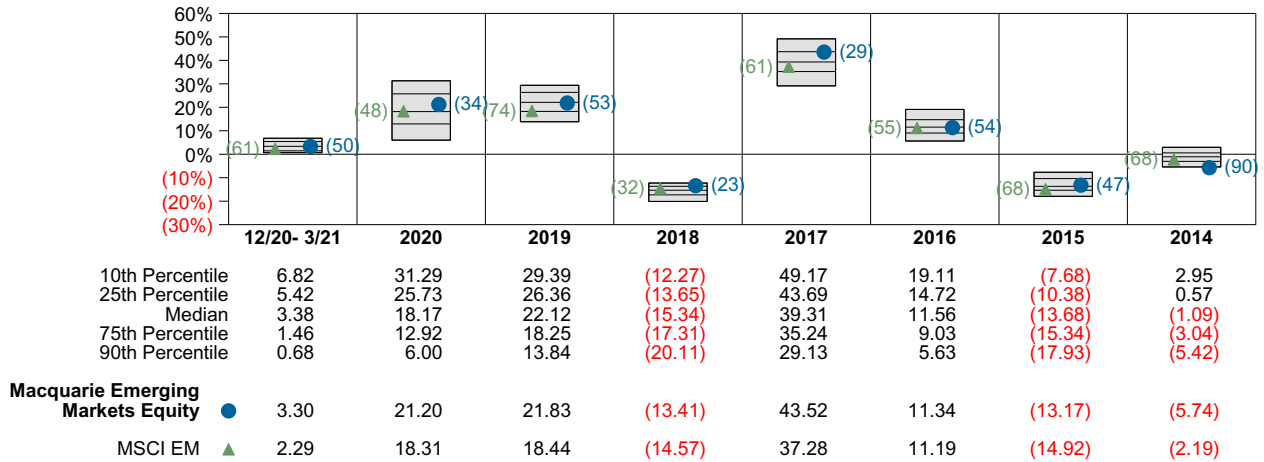 60%
50%
40%
30%
20%
10%
0%
(10%)
(20%)
(30%)
(61) (50)
(48) (34)
(74) (53)
(32) (23)
(61) (29)
(55) (54)
(68) (47)
(68) (90)
12/20- 3/21 2020 2019 2018 2017 2016 2015 2014
10th Percentile 6.82 31.29 29.39 (12.27) 49.17 19.11 (7.68) 2.95
25th Percentile 5.42 25.73 26.36 (13.65) 43.69 14.72 (10.38) 0.57
Median 3.38 18.17 22.12 (15.34) 39.31 11.56 (13.68) (1.09)
75th Percentile 1.46 12.92 18.25 (17.31) 35.24 9.03 (15.34) (3.04)
90th Percentile 0.68 6.00 13.84 (20.11) 29.13 5.63 (17.93) (5.42)
Macquarie Emerging
Markets Equity 3.30 21.20 21.83 (13.41) 43.52 11.34 (13.17) (5.74)
MSCI EM 2.29 18.31 18.44 (14.57) 37.28 11.19 (14.92) (2.19)